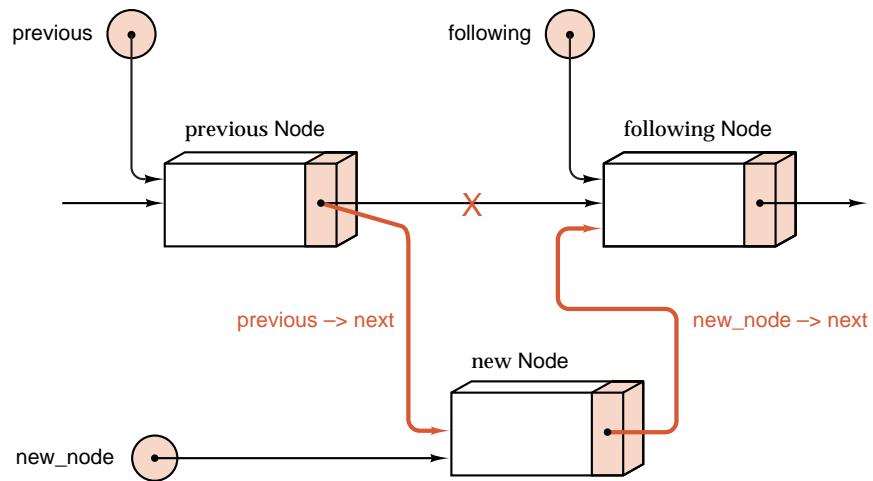 previous
following
previous Node
following Node
X
previous –> next
new_node –> next
new Node
new_node